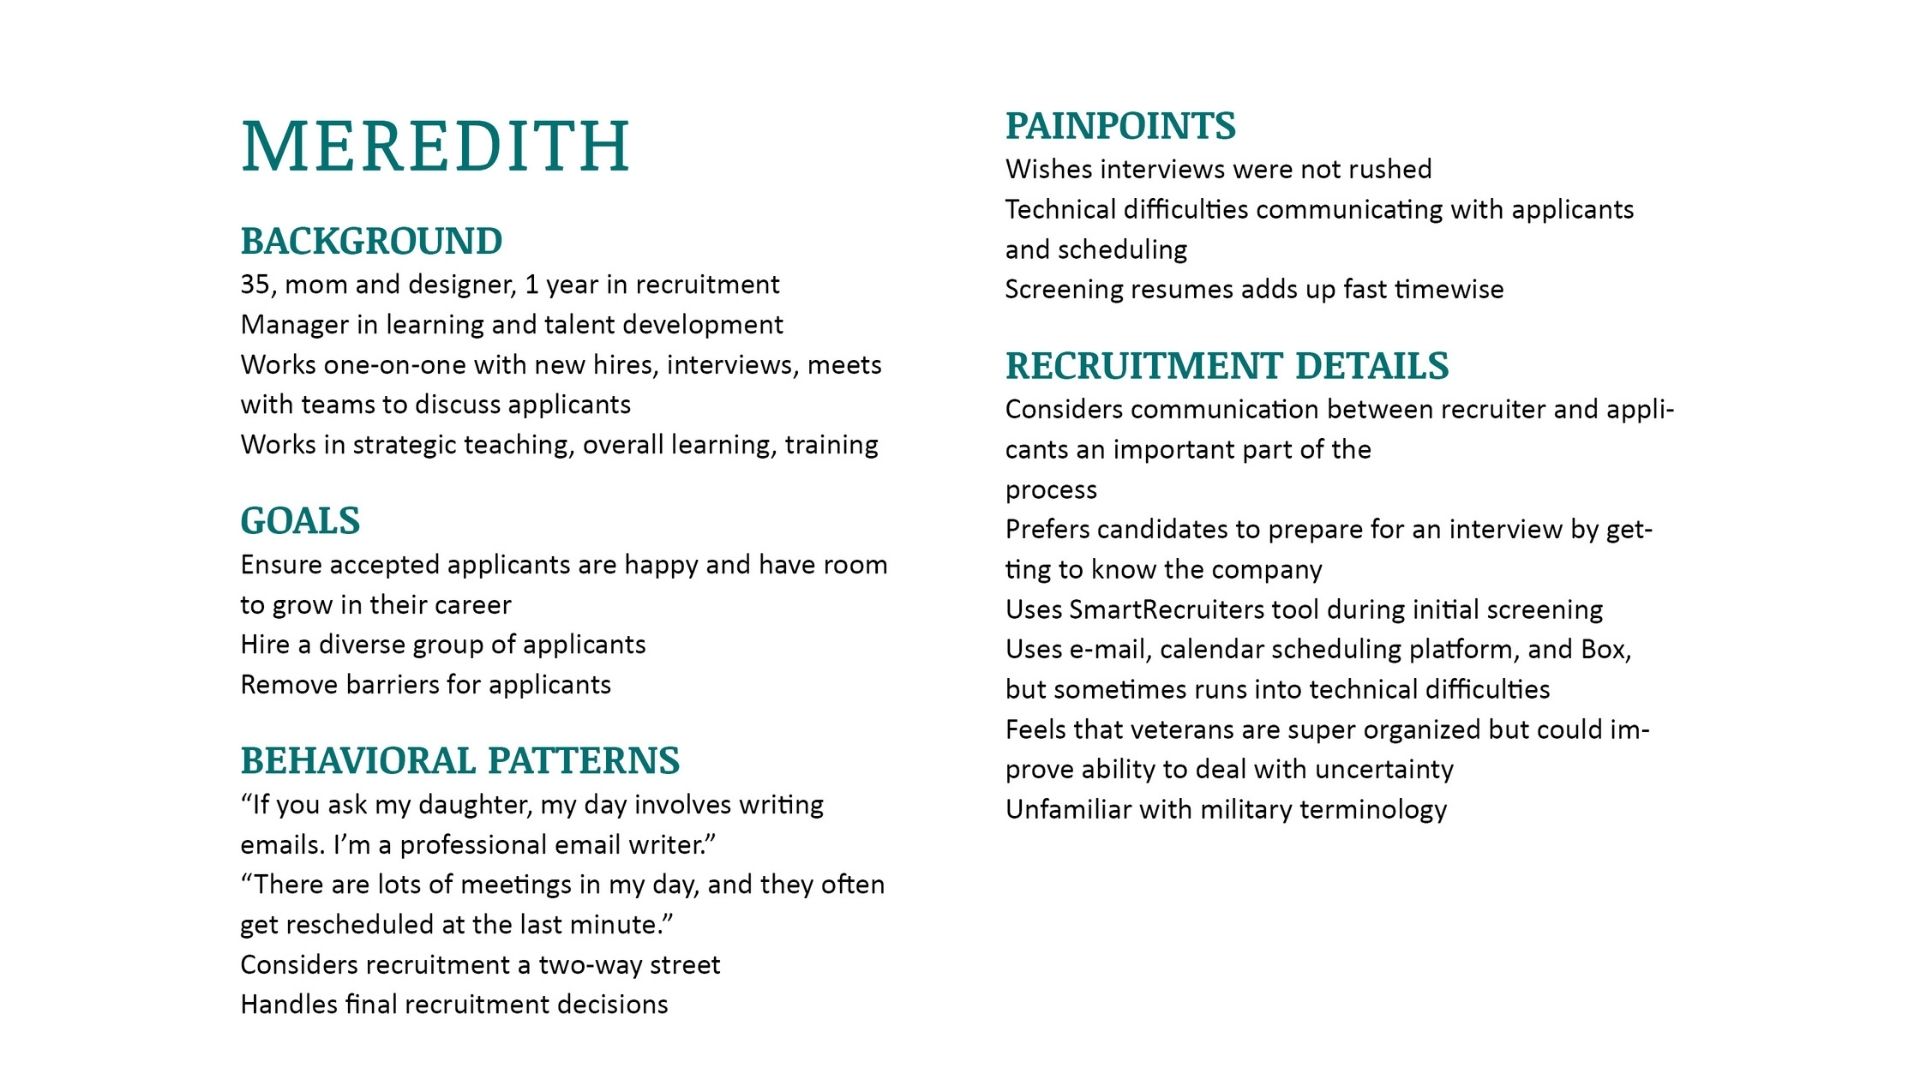 MEREDITH
BACKGROUND
35, mom and designer, 1 year in recruitment
Manager in learning and talent development
Works one-on-one with new hires, interviews, meets
with teams to discuss applicants
Works in strategic teaching, overall learning, training
GOALS
Ensure accepted applicants are happy and have room
to grow in their career
Hire a diverse group of applicants
Remove barriers for applicants
BEHAVIORAL PATTERNS
“If you ask my daughter, my day involves writing
emails. I’m a professional email writer.”
“There are lots of meetings in my day, and they often
get rescheduled at the last minute.”
Considers recruitment a two-way street
Handles final recruitment decisions
PAINPOINTS
Wishes interviews were not rushed
Technical difficulties communicating with applicants
and scheduling
Screening resumes adds up fast timewise
RECRUITMENT DETAILS
Considers communication between recruiter and appli-
cants an important part of the
process
Prefers candidates to prepare for an interview by get-
ting to know the company
Uses SmartRecruiters tool during initial screening
Uses e-mail, calendar scheduling platform, and Box,
but sometimes runs into technical difficulties
Feels that veterans are super organized but could im-
prove ability to deal with uncertainty
Unfamiliar with military terminology